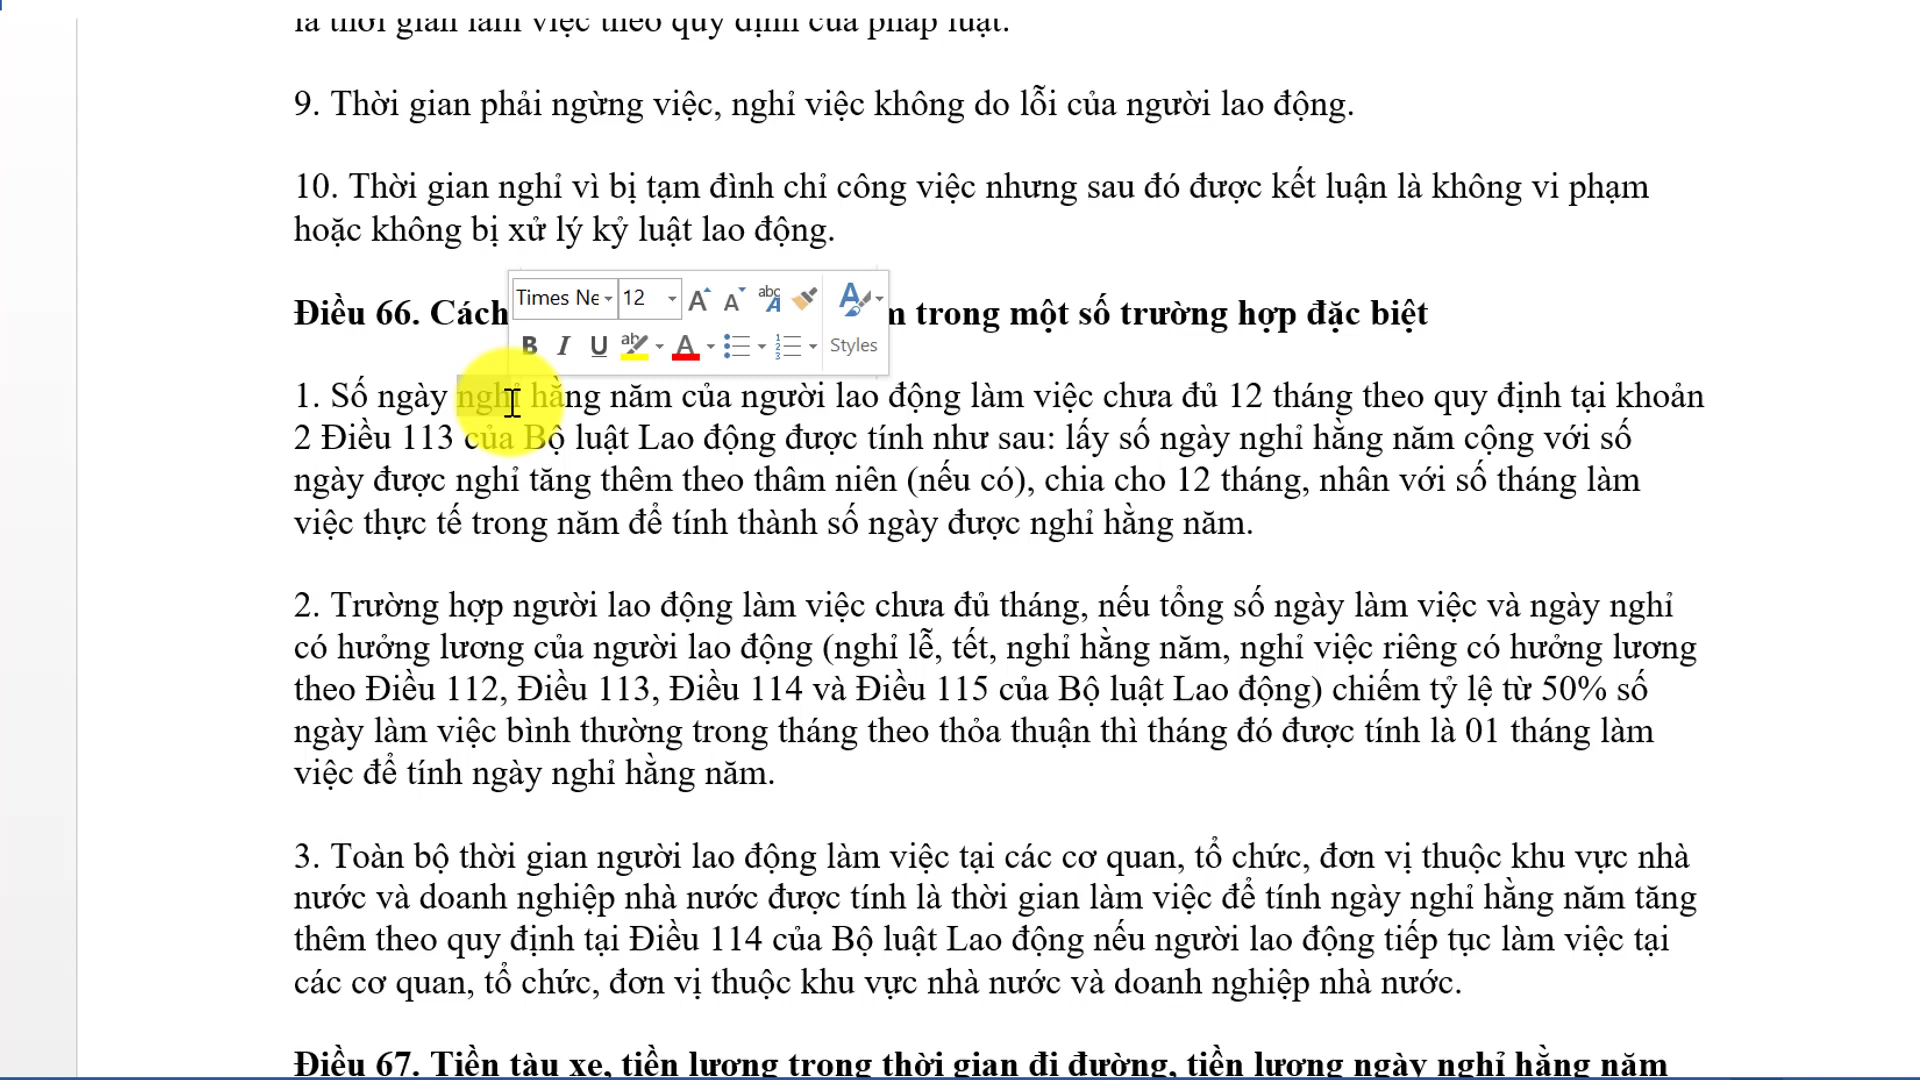 là thời gian làm việc theo quy định của pháp luật.
9. Thời gian phải ngừng việc, nghỉ việc không do lỗi của người lao động.
10. Thời gian nghỉ vì bị tạm đình chỉ công việc nhưng sau đó được kết luận là không vi phạm
hoặc không bị xử lý kỷ luật lao động.
Times Ne 12
Điều 66. Cách m trong một số trường hợp đặc biệt
B I U Styles
1. Số ngày nghỉ hằng năm của người lao động làm việc chưa đủ 12 tháng theo quy định tại khoản
2 Điều 113 của Bộ luật Lao động được tính như sau: lấy số ngày nghỉ hằng năm cộng với số
ngày được nghỉ tăng thêm theo thâm niên (nếu có), chia cho 12 tháng, nhân với số tháng làm
việc thực tế trong năm để tính thành số ngày được nghỉ hằng năm.
2. Trường hợp người lao động làm việc chưa đủ tháng, nếu tổng số ngày làm việc và ngày nghỉ
có hưởng lương của người lao động (nghỉ lễ, tết, nghỉ hằng năm, nghỉ việc riêng có hưởng lương
theo Điều 112, Điều 113, Điều 114 và Điều 115 của Bộ luật Lao động) chiếm tỷ lệ từ 50% số
ngày làm việc bình thường trong tháng theo thỏa thuận thì tháng đó được tính là 01 tháng làm
việc để tính ngày nghỉ hằng năm.
3. Toàn bộ thời gian người lao động làm việc tại các cơ quan, tổ chức, đơn vị thuộc khu vực nhà
nước và doanh nghiệp nhà nước được tính là thời gian làm việc để tính ngày nghỉ hằng năm tăng
thêm theo quy định tại Điều 114 của Bộ luật Lao động nếu người lao động tiếp tục làm việc tại
các cơ quan, tổ chức, đơn vị thuộc khu vực nhà nước và doanh nghiệp nhà nước.
Điều 67. Tiền tàu xe, tiền lương trong thời gian đi đường, tiền lương ngày nghỉ hằng năm